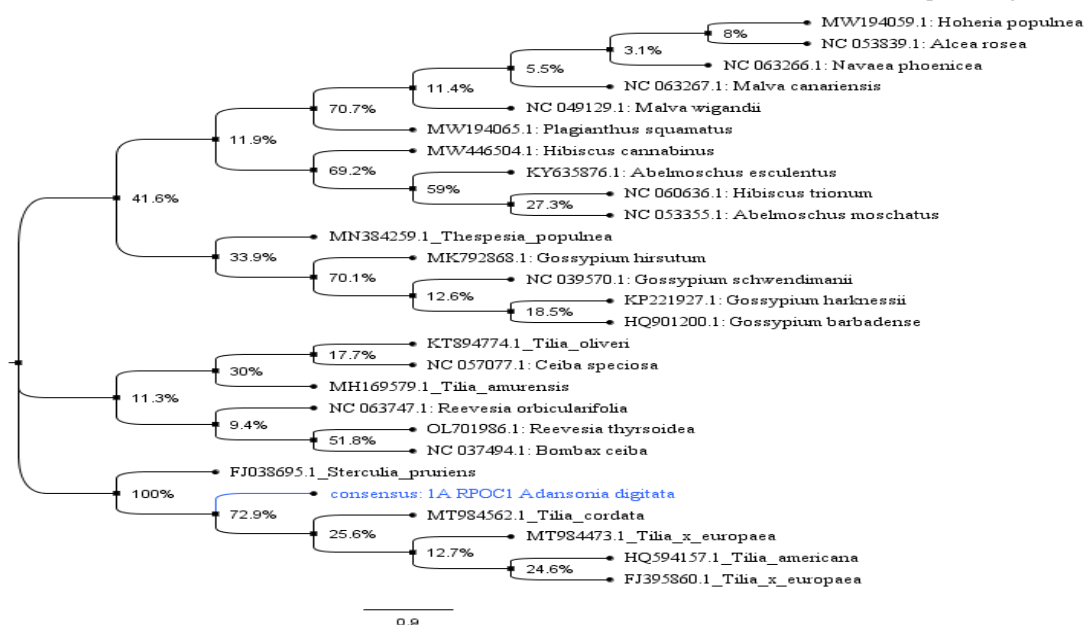 MW194059.1: Hoheria populnea
8%
NC 053839.1: Alcea rosea
3.1%
NC 063266.1: Navaea phoenicea
5.5%
NC 063267.1: Malva canariensis
11.4%
NC 049129.1: Malva wigandii
70.7%
MW194065.1: Plagianthus squamatus
11.9%
MW446504.1: Hibiscus cannabinus
69.2%
KY635876.1: Abelmoschus esculentus
59%
NC 060636.1: Hibiscus trionum
27.3%
NC 053355.1: Abelmoschus moschatus
41.6%
MN384259.1_Thespesia_populnea
33.9%
MK792868.1: Gossypium hirsutum
70.1%
NC 039570.1: Gossypium schwendimanii
12.6%
KP221927.1: Gossypium harknessii
18.5%
HQ901200.1: Gossypium barbadense
KT894774.1_Tilia_oliveri
17.7%
NC 057077.1: Ceiba speciosa
30%
MH169579.1_Tilia_amurensis
11.3%
NC 063747.1: Reevesia orbicularifolia
9.4%
OL701986.1: Reevesia thyrsoidea
51.8%
NC 037494.1: Bombax ceiba
FJ038695.1_Sterculia_pruriens
100%
consensus: 1A RPOC1 Adansonia digitata
72.9%
MT984562.1_Tilia_cordata
25.6%
MT984473.1_Tilia_x_europaea
12.7%
HQ594157.1_Tilia_americana
24.6%
FJ395860.1_Tilia_x_europaea
0.9